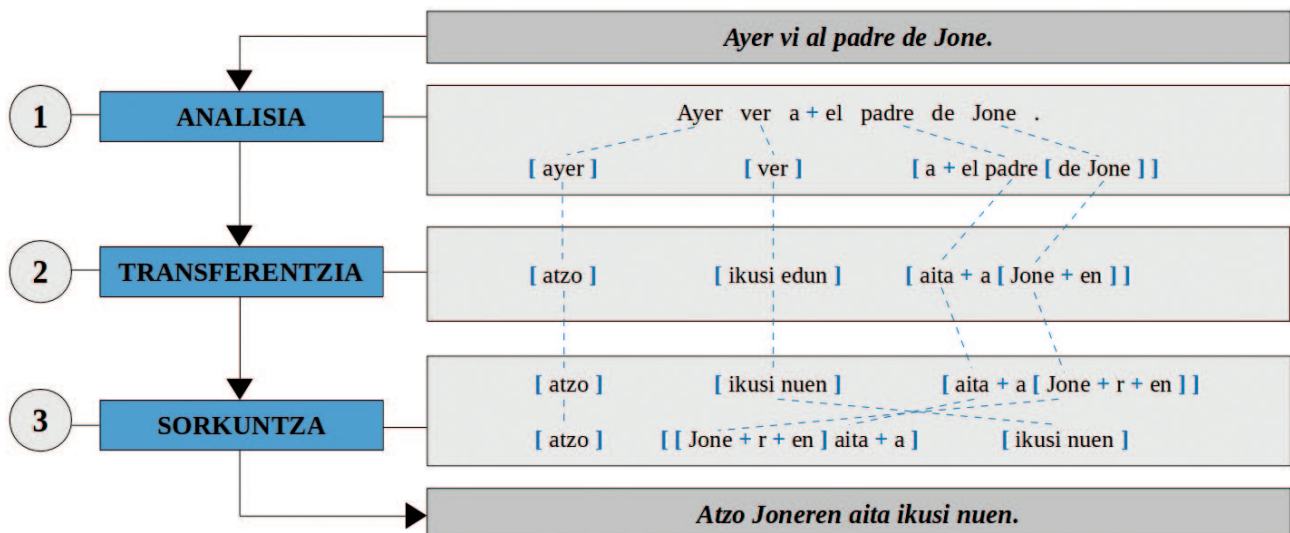 Ayer vi al padre de Jone.
1
ANALISIA
Ayer ver a + el padre de Jone .
[ ayer ] [ ver ] [ a + el padre [ de Jone ] ]
2
TRANSFERENTZIA
[ atzo ] [ ikusi edun ] [ aita + a [ Jone + en ] ]
3
SORKUNTZA
[ atzo ] [ ikusi nuen ] [ aita + a [ Jone + r + en ] ]
[ atzo ] [ [ Jone + r + en ] aita + a ] [ ikusi nuen ]
Atzo Joneren aita ikusi nuen.